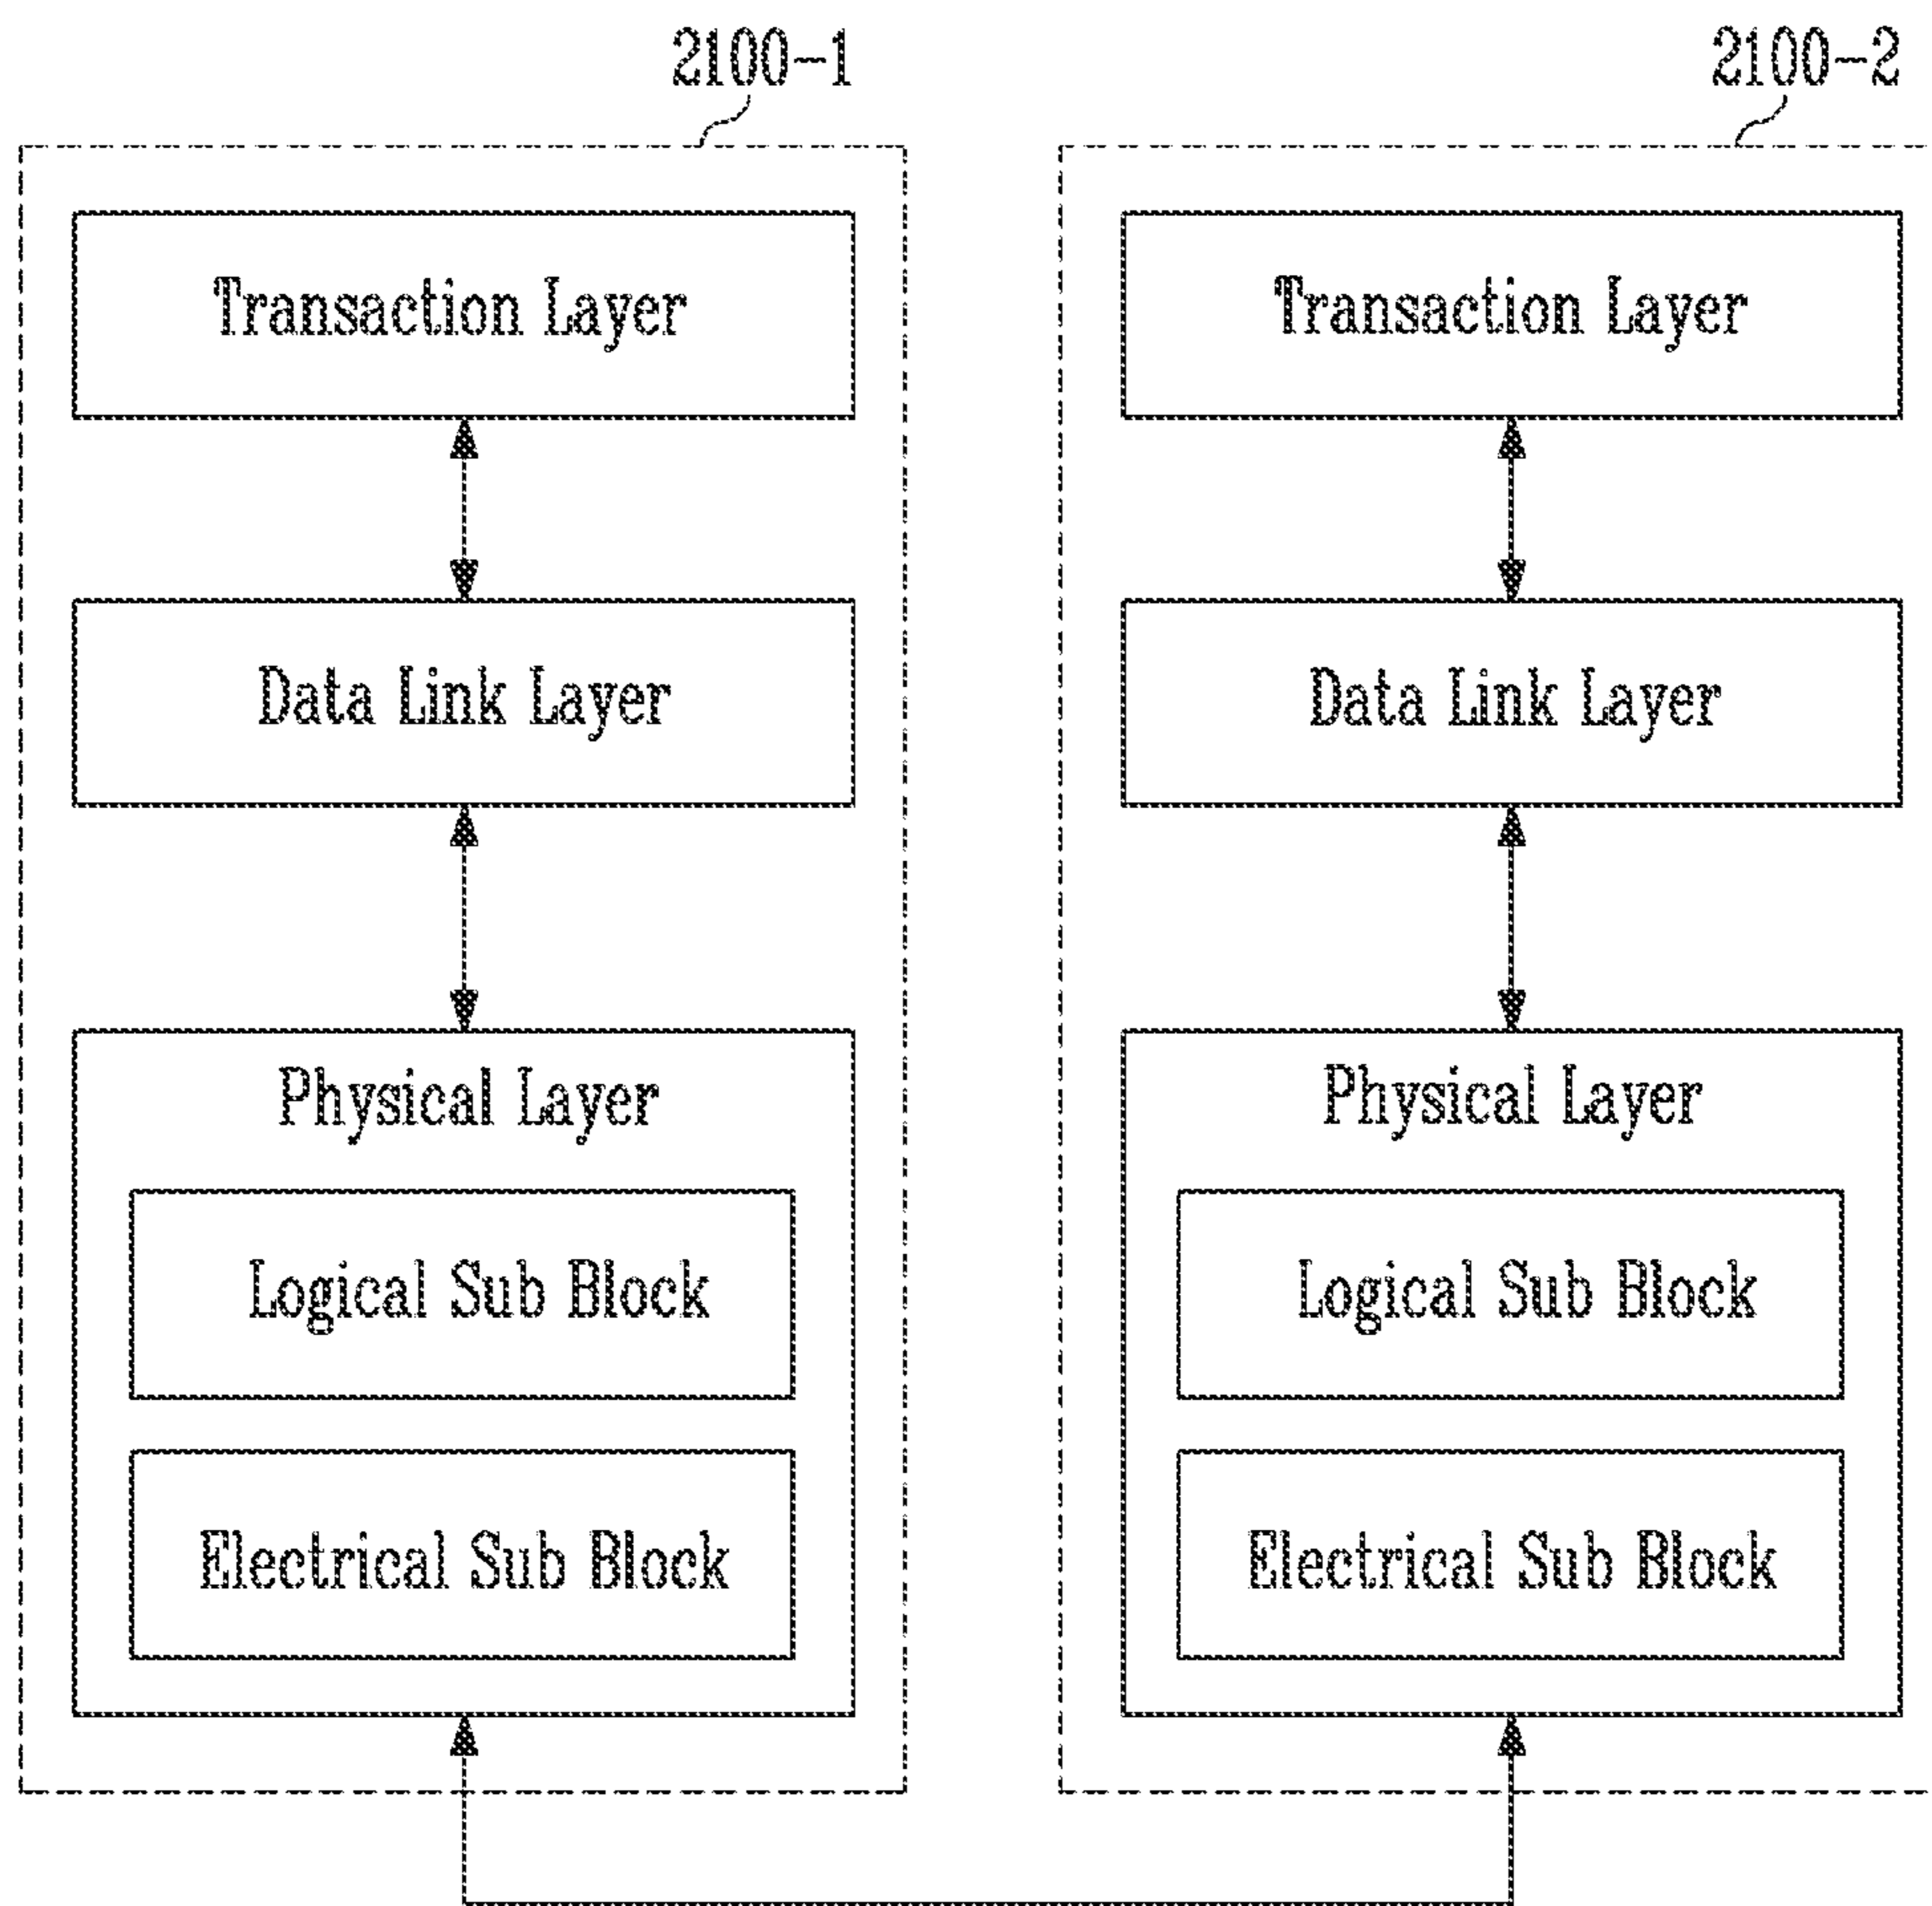 2100-1
Transaction Layer
Data Link Layer
Physical Layer
Logical Sub Block
Electrical Sub Block
2100-2
Transaction Layer
Data Link Layer
Physical Layer
Logical Sub Block
Electrical Sub Block